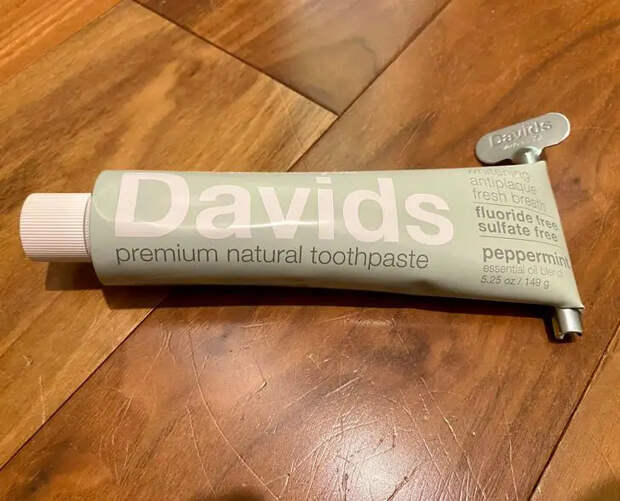 Davids
premium natural toothpaste
Davids
whitening
antiplaque
fresh breath
fluoride free
sulfate free
peppermint
essential oil blend
5.25 oz / 149 g